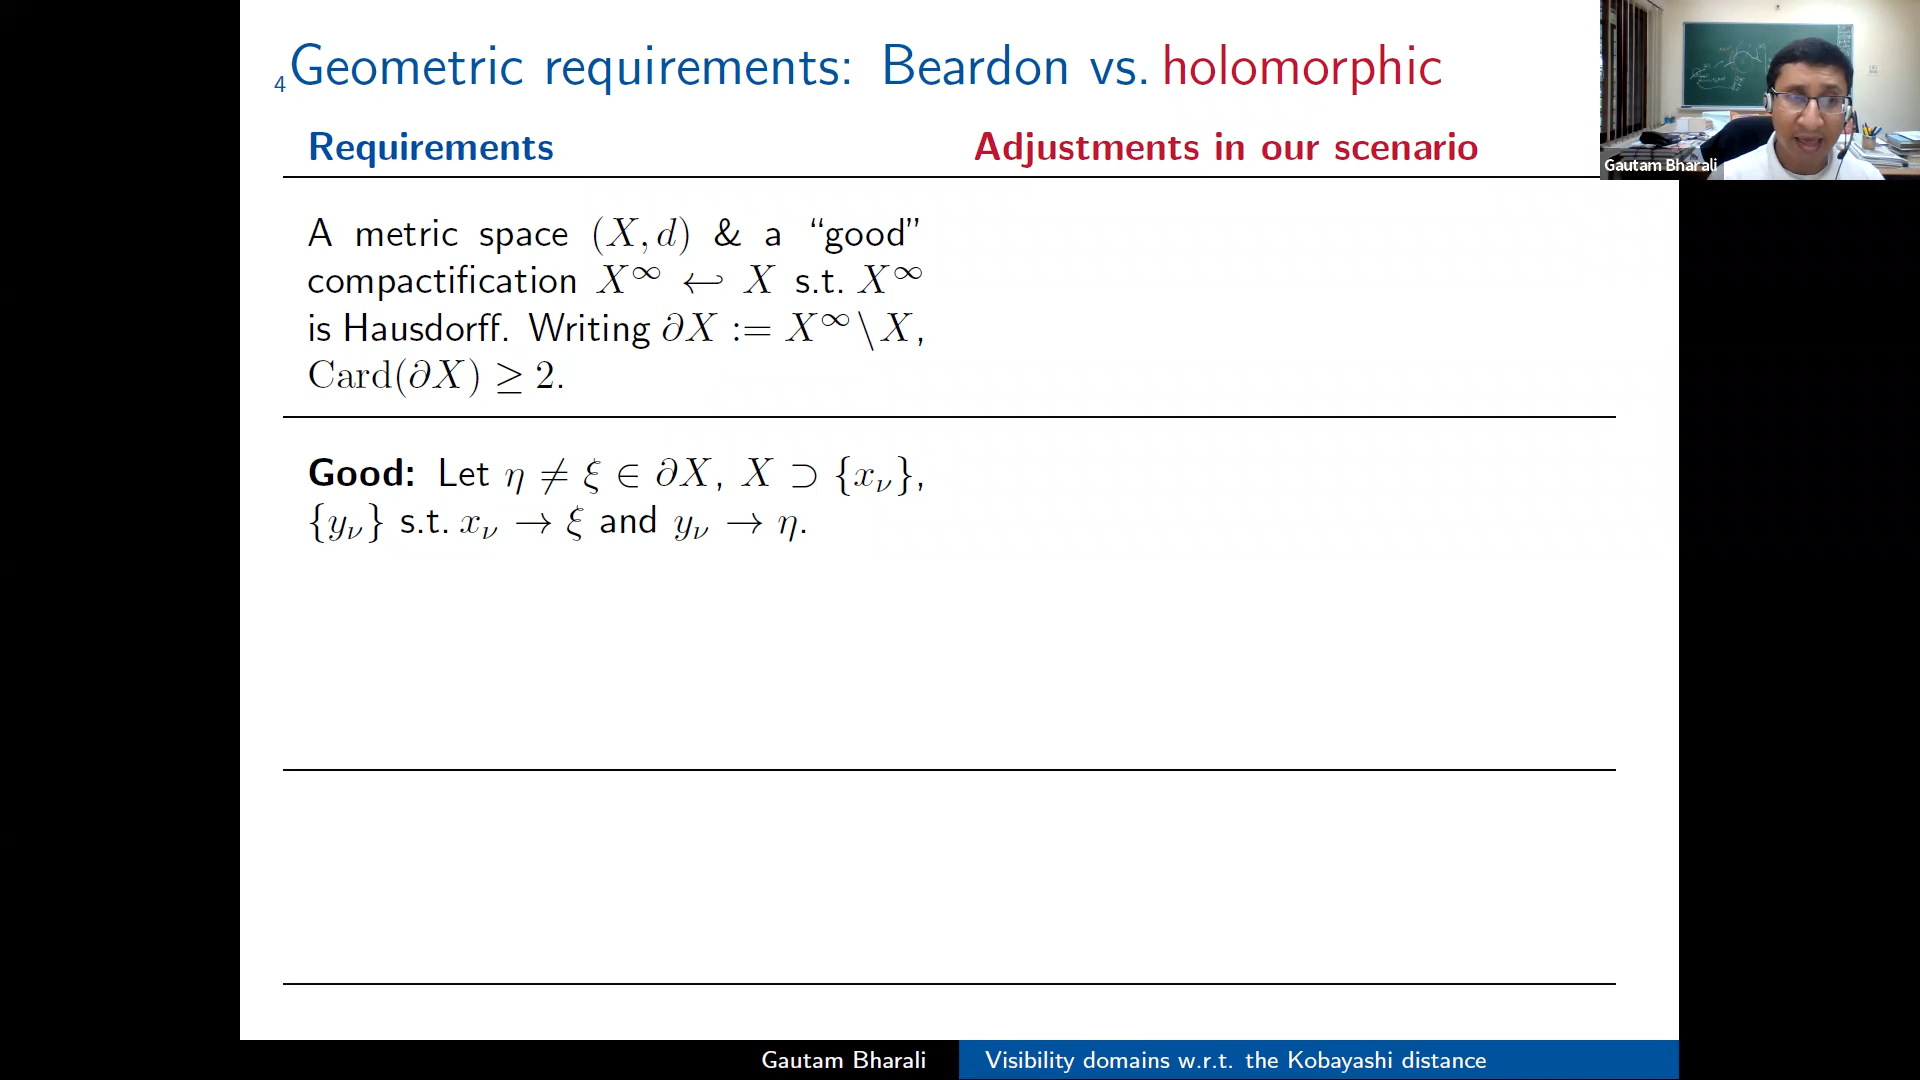 4 Geometric requirements: Beardon vs. holomorphic
Requirements
Adjustments in our scenario
A metric space (X, d) & a “good”
compactification X^∞ ↩ X s.t. X^∞
is Hausdorff. Writing ∂X := X^∞ \ X,
Card(∂X) ≥ 2.
Good: Let η ≠ ξ ∈ ∂X, X ⊃ {x_ν},
{y_ν} s.t. x_ν → ξ and y_ν → η.
Gautam Bharali
Gautam Bharali
Visibility domains w.r.t. the Kobayashi distance